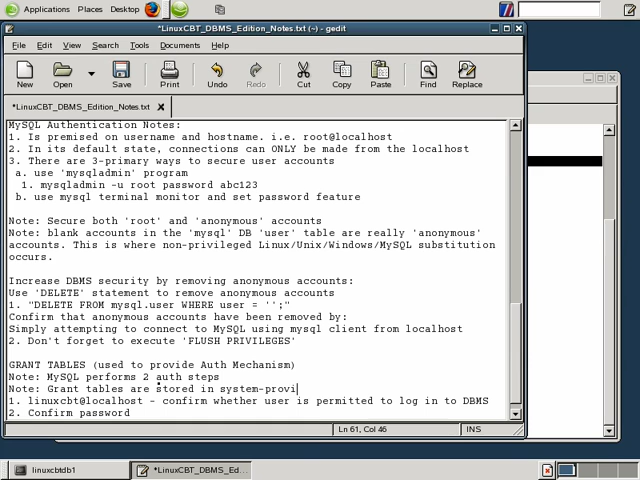 Applications
Places
Desktop
*LinuxCBT_DBMS_Edition_Notes.txt (~) - gedit
File Edit View Search Tools Documents Help
New Open Save Print Undo Redo Cut Copy Paste Find Replace
*LinuxCBT_DBMS_Edition_Notes.txt
MySQL Authentication Notes:
1. Is premised on username and hostname. i.e. root@localhost
2. In its default state, connections can ONLY be made from the localhost
3. There are 3-primary ways to secure user accounts
a. use 'mysqladmin' program
1. mysqladmin -u root password abc123
b. use mysql terminal monitor and set password feature
Note: Secure both 'root' and 'anonymous' accounts
Note: blank accounts in the 'mysql' DB 'user' table are really 'anonymous'
accounts. This is where non-privileged Linux/Unix/Windows/MySQL substitution
occurs.
Increase DBMS security by removing anonymous accounts:
Use 'DELETE' statement to remove anonymous accounts
1. "DELETE FROM mysql.user WHERE user = '';"
Confirm that anonymous accounts have been removed by:
Simply attempting to connect to MySQL using mysql client from localhost
2. Don't forget to execute 'FLUSH PRIVILEGES'
GRANT TABLES (used to provide Auth Mechanism)
Note: MySQL performs 2 auth steps
Note: Grant tables are stored in system-provi
1. linuxcbt@localhost - confirm whether user is permitted to log in to DBMS
2. Confirm password
Ln 61, Col 46
INS
linuxcbtdb1
*LinuxCBT_DBMS_Ed...